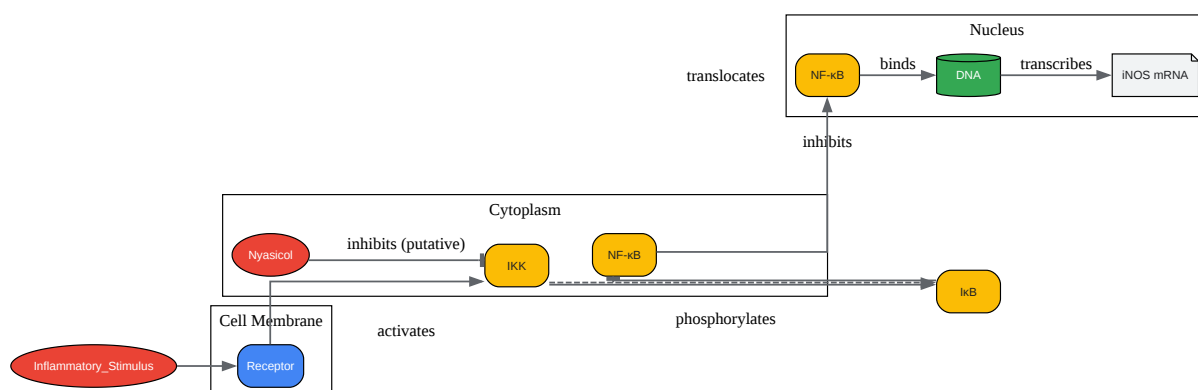 Nucleus
translocates
NF-κB
binds
DNA
transcribes
iNOS mRNA
inhibits
Cytoplasm
Nyasicol
inhibits (putative)
IKK
NF-κB
IκB
phosphorylates
Cell Membrane
activates
Inflammatory_Stimulus
Receptor